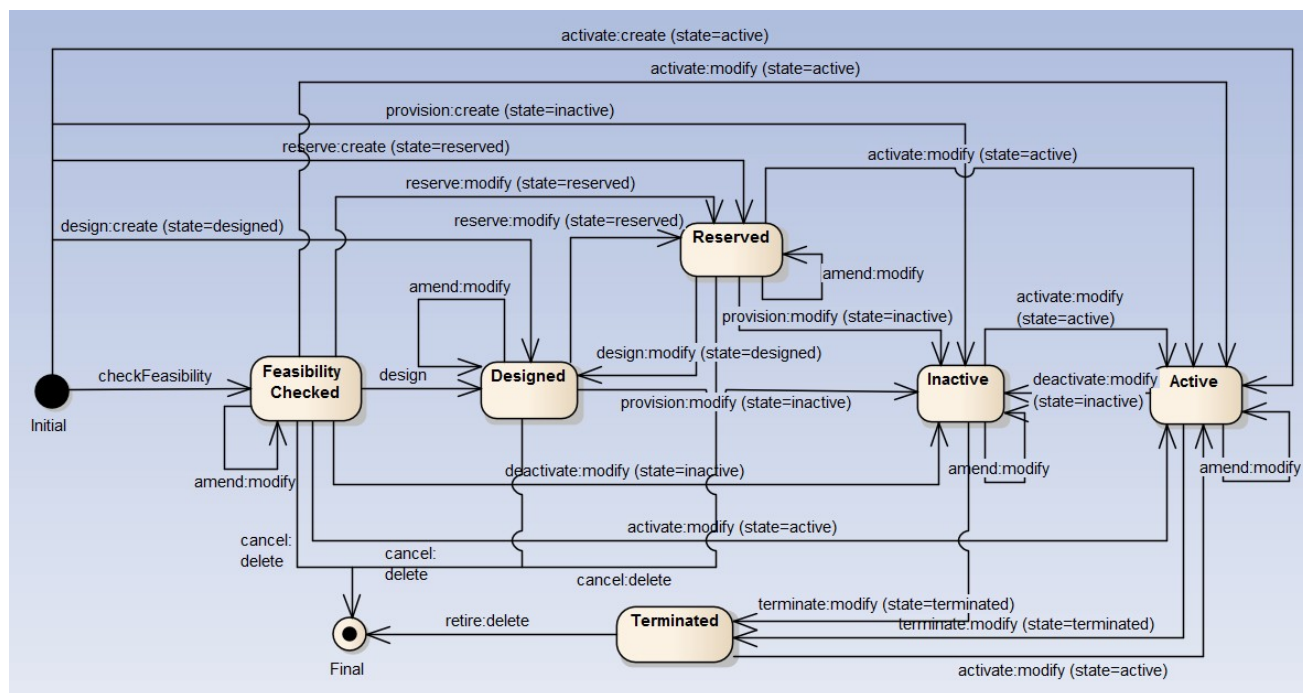 activate:create (state=active)
activate:modify (state=active)
provision:create (state=inactive)
reserve:create (state=reserved)
activate:modify (state=active)
reserve:modify (state=reserved)
design:create (state=designed)
reserve:modify (state=reserved)
Reserved
amend:modify
amend:modify
activate:modify
(state=active)
provision:modify (state=inactive)
design:modify (state=designed)
Feasibility
Checked
checkFeasibility
design
Designed
Inactive
deactivate:modify
(state=inactive)
Active
provision:modify (state=inactive)
Initial
amend:modify
deactivate:modify (state=inactive)
amend:modify
amend:modify
activate:modify (state=active)
cancel:
delete
cancel:
delete
cancel:delete
terminate:modify (state=terminated)
retire:delete
Terminated
terminate:modify (state=terminated)
Final
activate:modify (state=active)